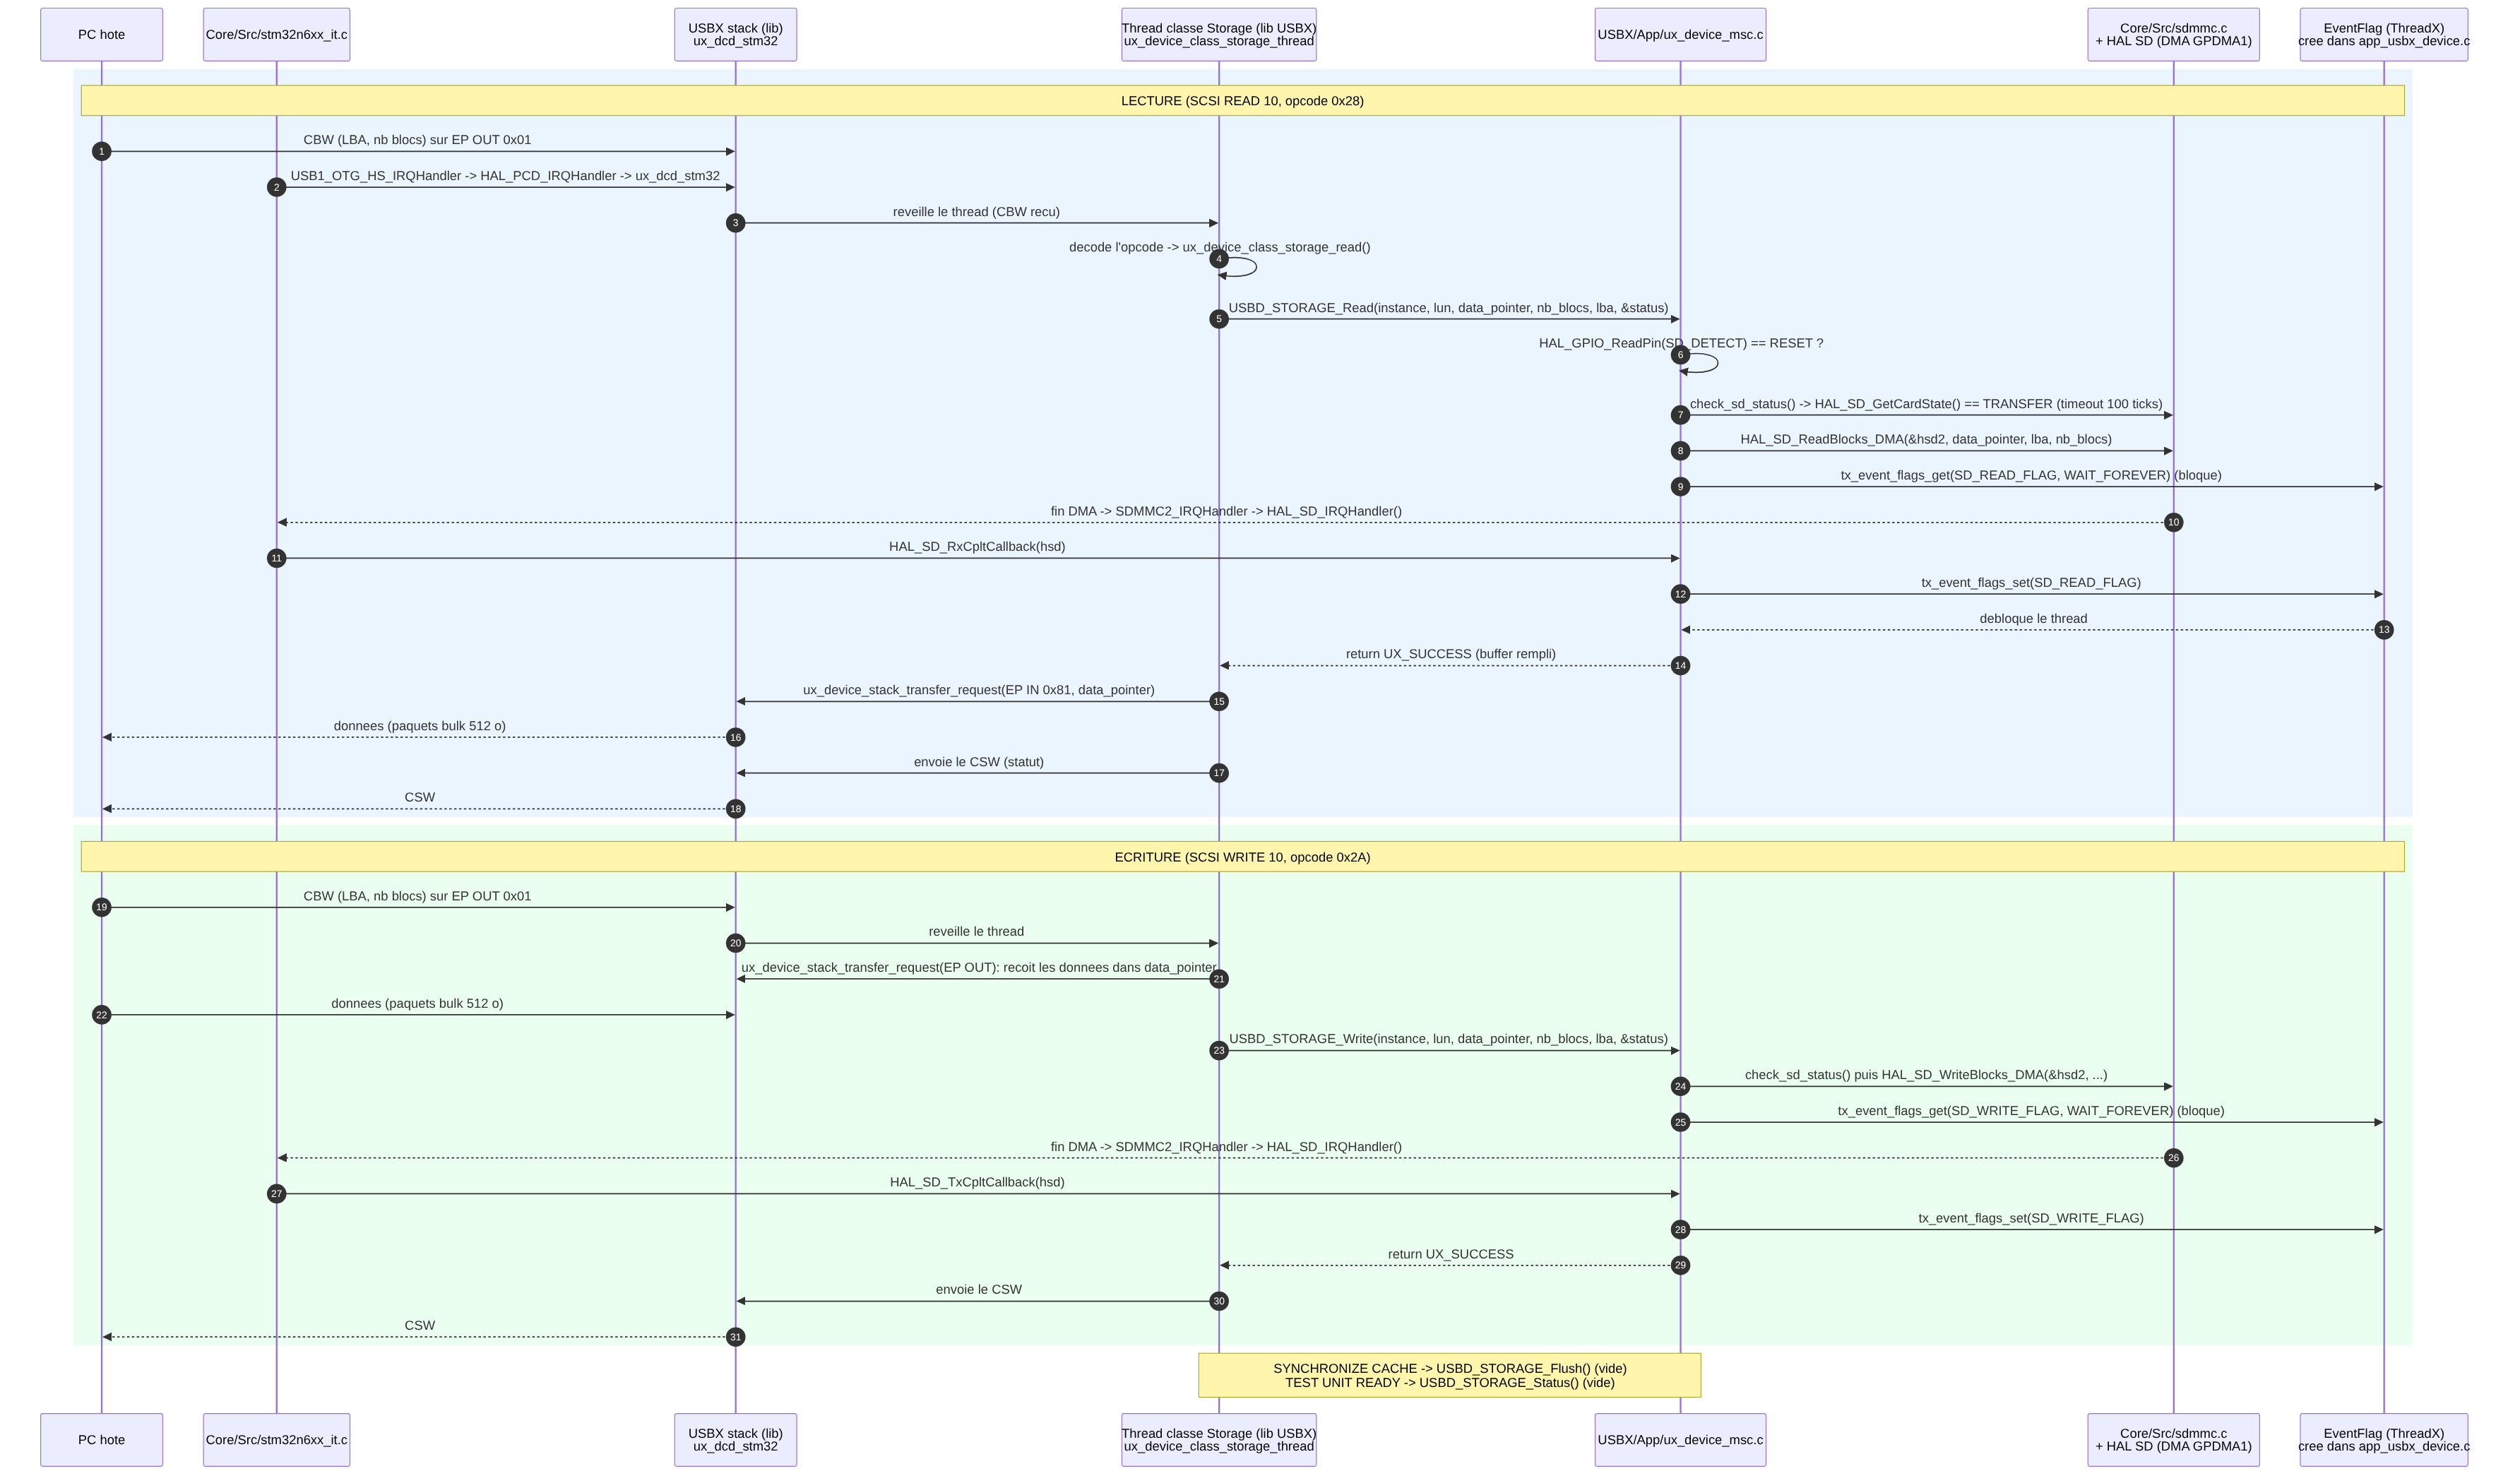 PC hote
Core/Src/stm32n6xx_it.c
USBX stack (lib)
ux_dcd_stm32
Thread classe Storage (lib USBX)
ux_device_class_storage_thread
USBX/App/ux_device_msc.c
Core/Src/sdmmc.c
+ HAL SD (DMA GPDMA1)
EventFlag (ThreadX)
cree dans app_usbx_device.c
LECTURE (SCSI READ 10, opcode 0x28)
CBW (LBA, nb blocs) sur EP OUT 0x01
1
USB1_OTG_HS_IRQHandler -> HAL_PCD_IRQHandler -> ux_dcd_stm32
2
reveille le thread (CBW recu)
3
decode l'opcode -> ux_device_class_storage_read()
4
USBD_STORAGE_Read(instance, lun, data_pointer, nb_blocs, lba, &status)
5
HAL_GPIO_ReadPin(SD_DETECT) == RESET ?
6
check_sd_status() -> HAL_SD_GetCardState() == TRANSFER (timeout 100 ticks)
7
HAL_SD_ReadBlocks_DMA(&hsd2, data_pointer, lba, nb_blocs)
8
tx_event_flags_get(SD_READ_FLAG, WAIT_FOREVER) (bloque)
9
fin DMA -> SDMMC2_IRQHandler -> HAL_SD_IRQHandler()
10
HAL_SD_RxCpltCallback(hsd)
11
tx_event_flags_set(SD_READ_FLAG)
12
debloque le thread
13
return UX_SUCCESS (buffer rempli)
14
ux_device_stack_transfer_request(EP IN 0x81, data_pointer)
15
donnees (paquets bulk 512 o)
16
envoie le CSW (statut)
17
CSW
18
ECRITURE (SCSI WRITE 10, opcode 0x2A)
CBW (LBA, nb blocs) sur EP OUT 0x01
19
reveille le thread
20
ux_device_stack_transfer_request(EP OUT): recoit les donnees dans data_pointer
21
donnees (paquets bulk 512 o)
22
USBD_STORAGE_Write(instance, lun, data_pointer, nb_blocs, lba, &status)
23
check_sd_status() puis HAL_SD_WriteBlocks_DMA(&hsd2, ...)
24
tx_event_flags_get(SD_WRITE_FLAG, WAIT_FOREVER) (bloque)
25
fin DMA -> SDMMC2_IRQHandler -> HAL_SD_IRQHandler()
26
HAL_SD_TxCpltCallback(hsd)
27
tx_event_flags_set(SD_WRITE_FLAG)
28
return UX_SUCCESS
29
envoie le CSW
30
CSW
31
SYNCHRONIZE CACHE -> USBD_STORAGE_Flush() (vide)
TEST UNIT READY -> USBD_STORAGE_Status() (vide)
PC hote
Core/Src/stm32n6xx_it.c
USBX stack (lib)
ux_dcd_stm32
Thread classe Storage (lib USBX)
ux_device_class_storage_thread
USBX/App/ux_device_msc.c
Core/Src/sdmmc.c
+ HAL SD (DMA GPDMA1)
EventFlag (ThreadX)
cree dans app_usbx_device.c